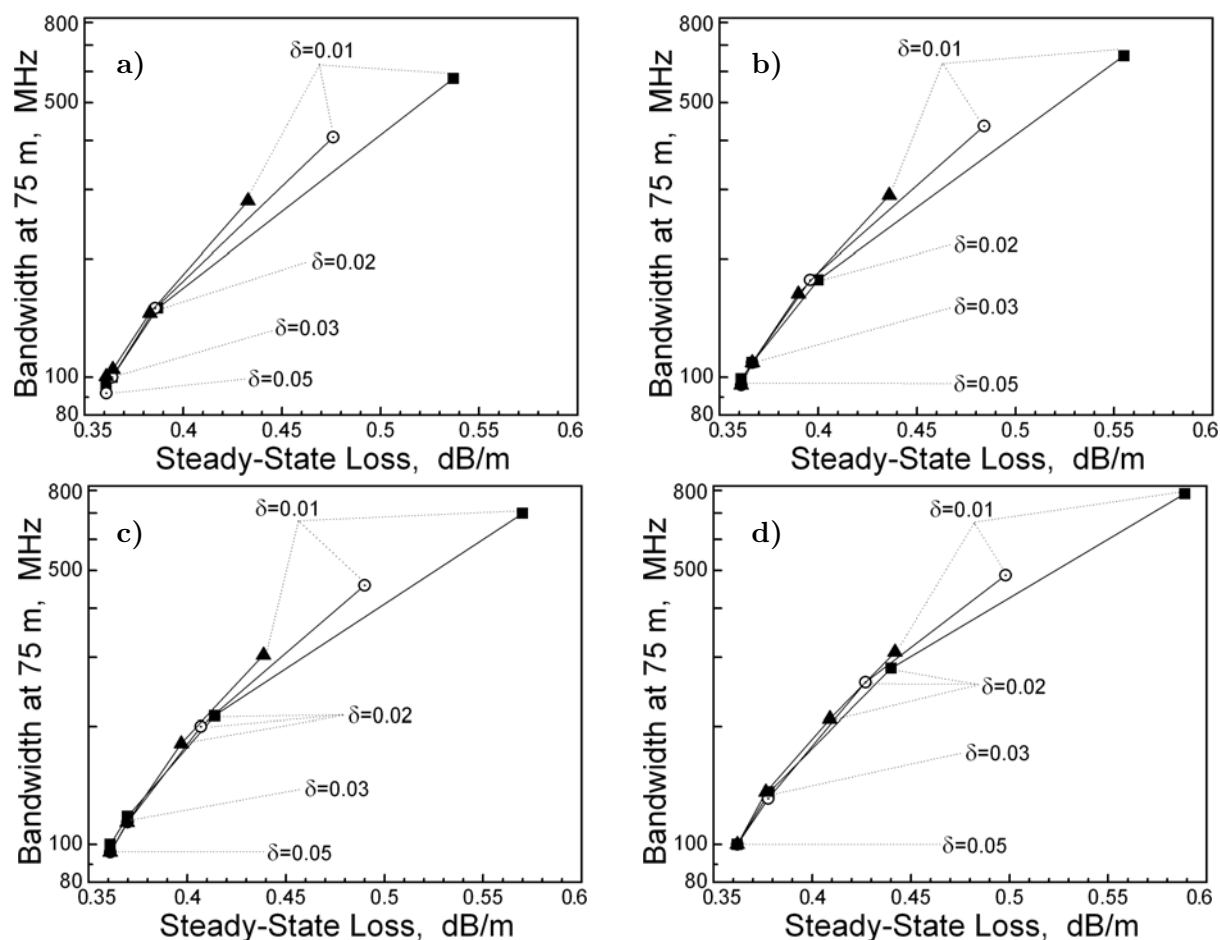 a)
Bandwidth at 75 m, MHz
800
500
100
80
δ=0.01
δ=0.02
δ=0.03
δ=0.05
0.35 0.4 0.45 0.5 0.55 0.6
Steady-State Loss, dB/m
b)
Bandwidth at 75 m, MHz
800
500
100
80
δ=0.01
δ=0.02
δ=0.03
δ=0.05
0.35 0.4 0.45 0.5 0.55 0.6
Steady-State Loss, dB/m
c)
Bandwidth at 75 m, MHz
800
500
100
80
δ=0.01
δ=0.02
δ=0.03
δ=0.05
0.35 0.4 0.45 0.5 0.55 0.6
Steady-State Loss, dB/m
d)
Bandwidth at 75 m, MHz
800
500
100
80
δ=0.01
δ=0.02
δ=0.03
δ=0.05
0.35 0.4 0.45 0.5 0.55 0.6
Steady-State Loss, dB/m